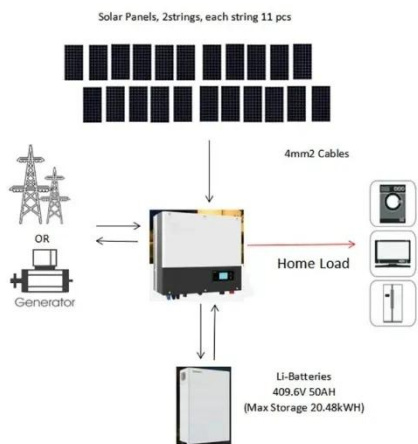 Solar Panels, 2strings, each string 11 pcs
4mm2 Cables
OR
Generator
Home Load
Li-Batteries
409.6V 50AH
(Max Storage 20.48kWH)